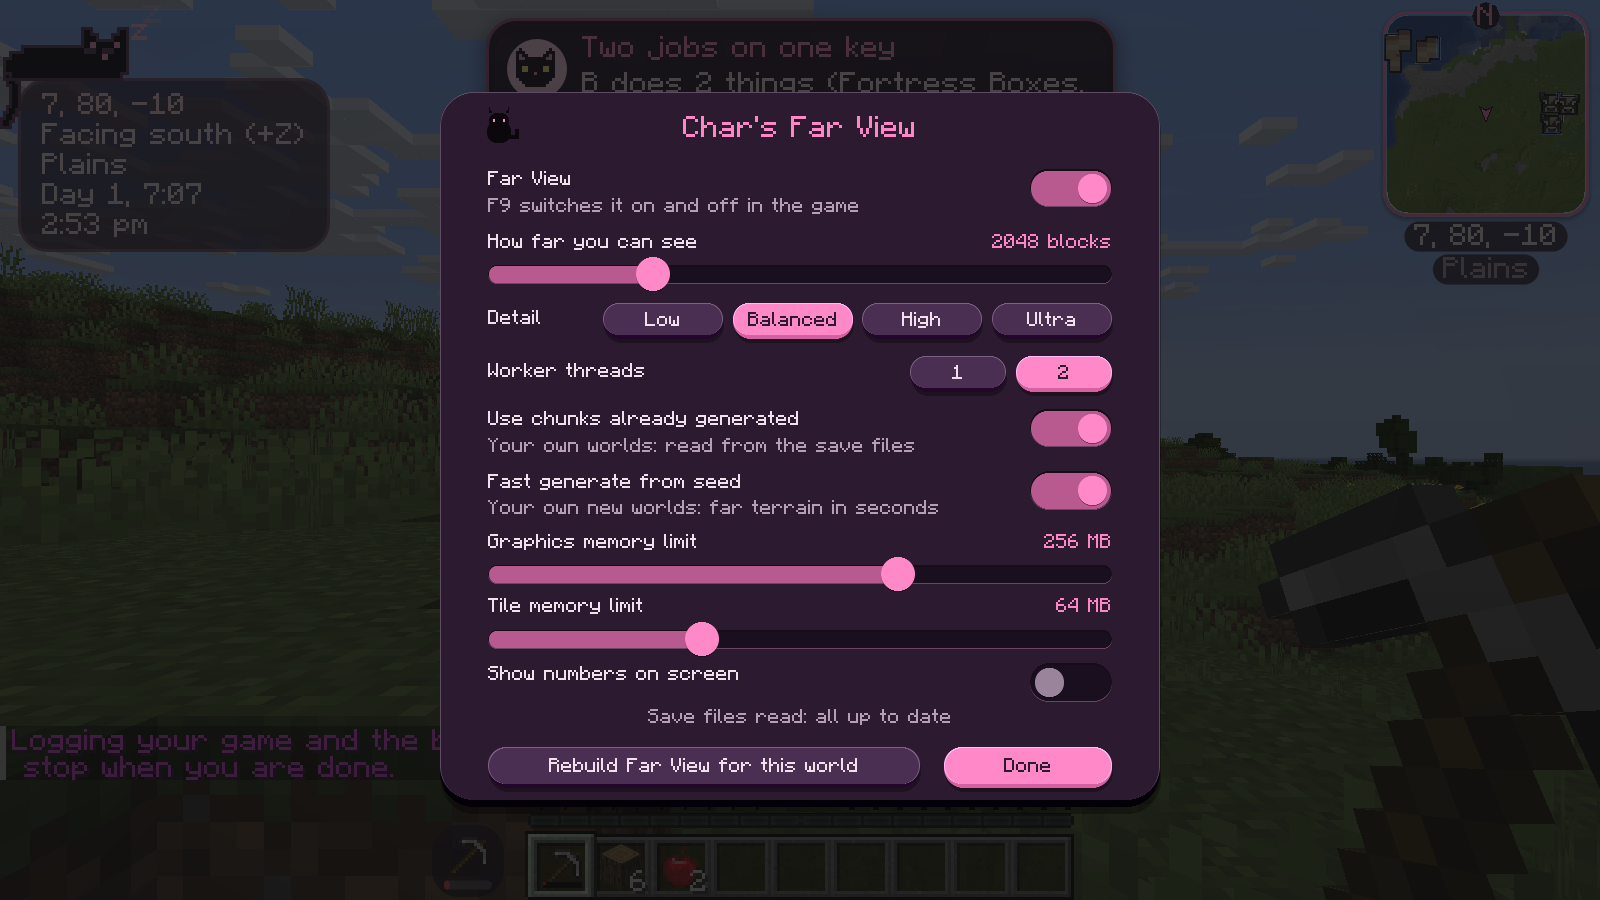 Two jobs on one key
B does 2 things (Fortress Boxes,
N
7, 80, -10
Facing south (+Z)
Plains
Day 1, 7:07
2:53 pm
7, 80, -10
Plains
Char's Far View
Far View
F9 switches it on and off in the game
How far you can see
2048 blocks
Detail
Low
Balanced
High
Ultra
Worker threads
1
2
Use chunks already generated
Your own worlds: read from the save files
Fast generate from seed
Your own new worlds: far terrain in seconds
Graphics memory limit
256 MB
Tile memory limit
64 MB
Show numbers on screen
Save files read: all up to date
Rebuild Far View for this world
Done
Logging your game and the
stop when you are done.
6
2